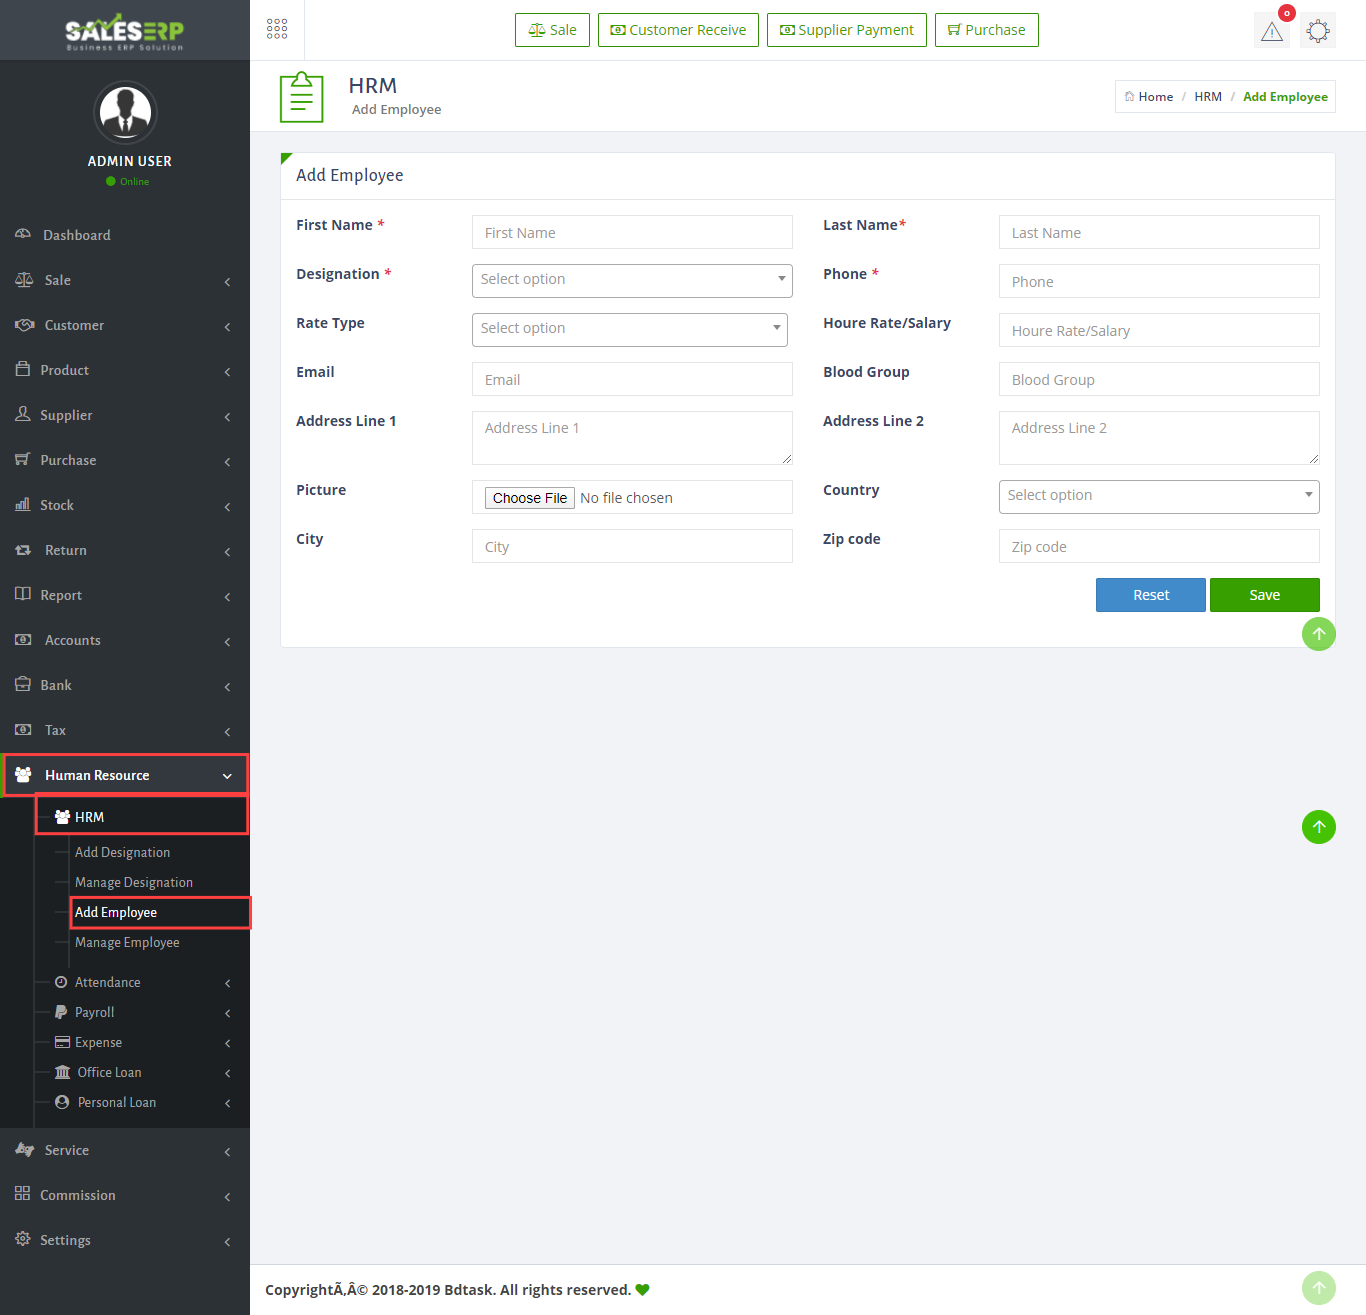 SALESERP
Business ERP Solution
Sale
Customer Receive
Supplier Payment
Purchase
0
ADMIN USER
Online
HRM
Add Employee
Home / HRM / Add Employee
Dashboard
Sale
Customer
Product
Supplier
Purchase
Stock
Return
Report
Accounts
Bank
Tax
Human Resource
HRM
Add Designation
Manage Designation
Add Employee
Manage Employee
Attendance
Payroll
Expense
Office Loan
Personal Loan
Service
Commission
Settings
Add Employee
First Name * First Name
Last Name* Last Name
Designation * Select option
Phone * Phone
Rate Type Select option
Houre Rate/Salary Houre Rate/Salary
Email Email
Blood Group Blood Group
Address Line 1 Address Line 1
Address Line 2 Address Line 2
Picture Choose File No file chosen
Country Select option
City City
Zip code Zip code
Reset Save
CopyrightÃ‚Â© 2018-2019 Bdtask. All rights reserved.